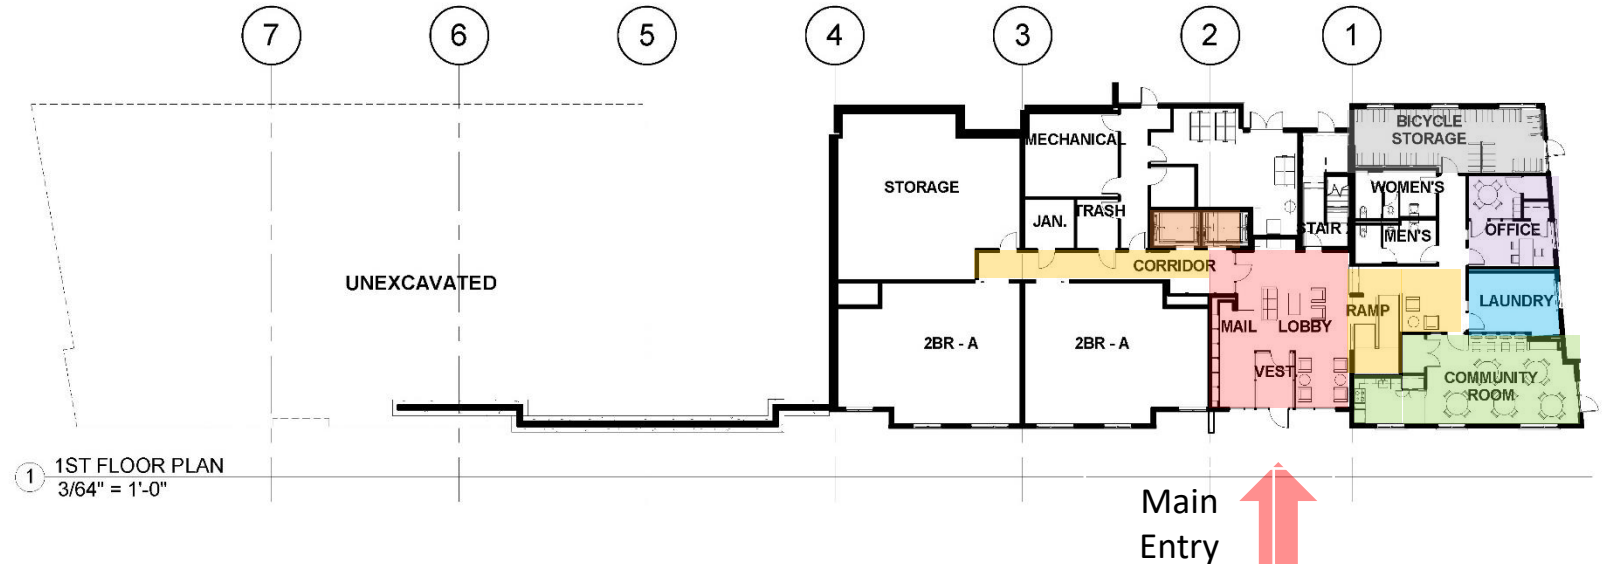 7
6
5
4
3
2
1
BICYCLE
STORAGE
MECHANICAL
STORAGE
WOMEN'S
JAN.
TRASH
STAIR
MEN'S
OFFICE
CORRIDOR
UNEXCAVATED
LAUNDRY
RAMP
MAIL
LOBBY
2BR - A
2BR - A
VEST.
COMMUNITY
ROOM
1
1ST FLOOR PLAN
3/64" = 1'-0"
Main
Entry